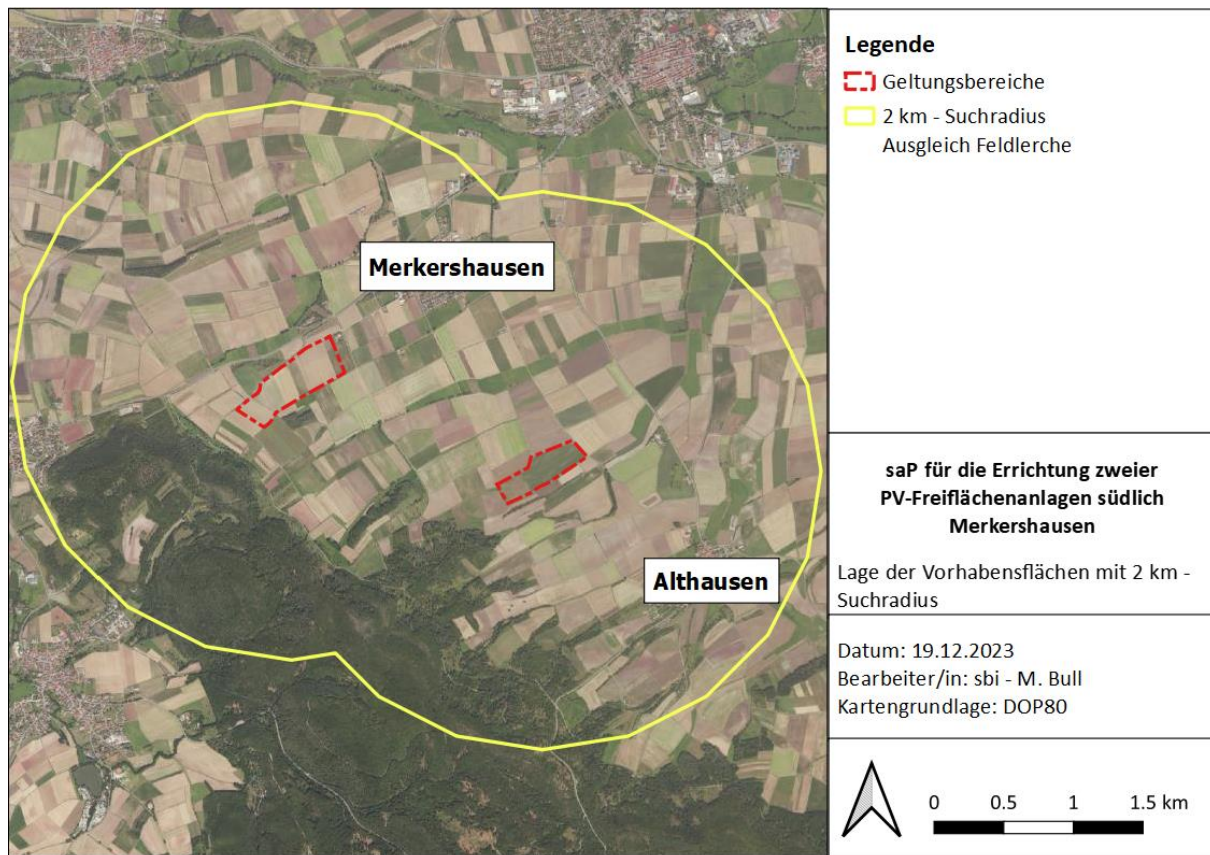 Merkershausen
Althausen
Legende
Geltungsbereiche
2 km - Suchradius
Ausgleich Feldlerche
saP für die Errichtung zweier
PV-Freiflächenanlagen südlich
Merkershausen
Lage der Vorhabensflächen mit 2 km -
Suchradius
Datum: 19.12.2023
Bearbeiter/in: sbi - M. Bull
Kartengrundlage: DOP80
0 0.5 1 1.5 km